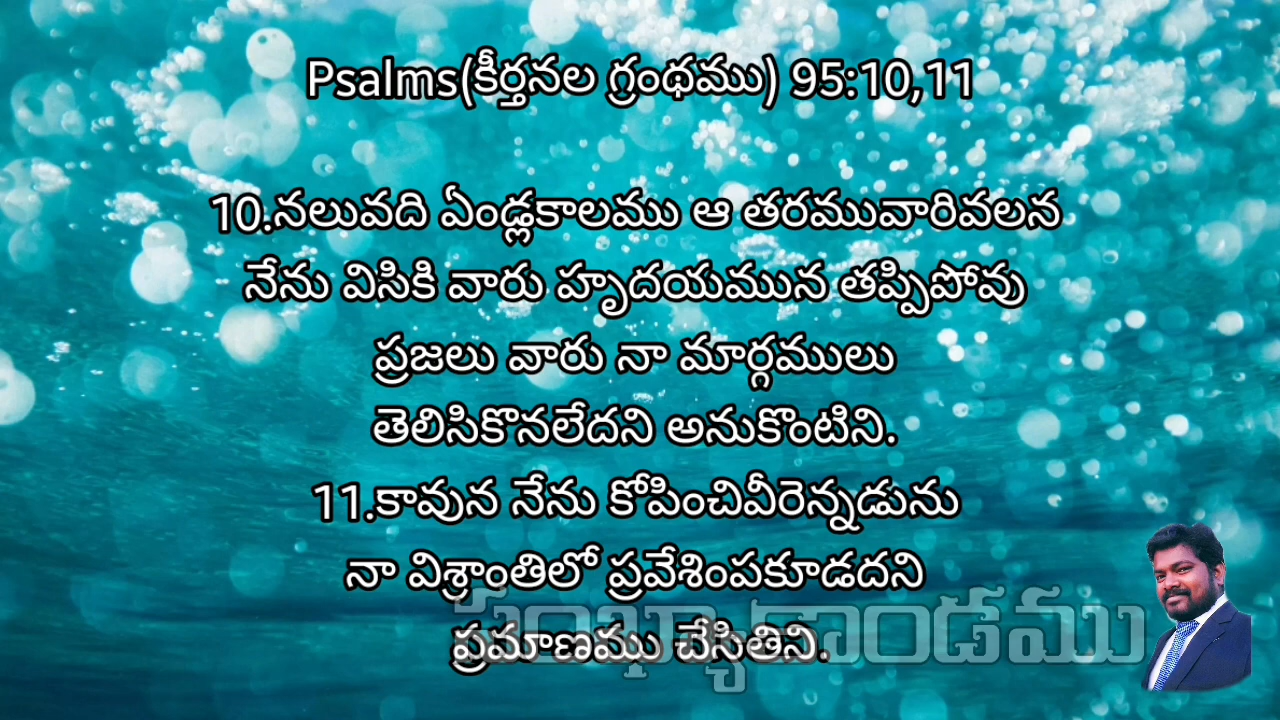 Psalms(కీర్తనల గ్రంథము) 95:10,11
10.నలువది ఏండ్లకాలము ఆ తరమువారివలన
నేను విసికి వారు హృదయమున తప్పిపోవు
ప్రజలు వారు నా మార్గములు
తెలిసికొనలేదని అనుకొంటిని.
11.కావున నేను కోపించివీరెన్నడును
నా విశ్రాంతిలో ప్రవేశింపకూడదని
ప్రమాణము చేసితిని.
సంఖ్యాకాండము